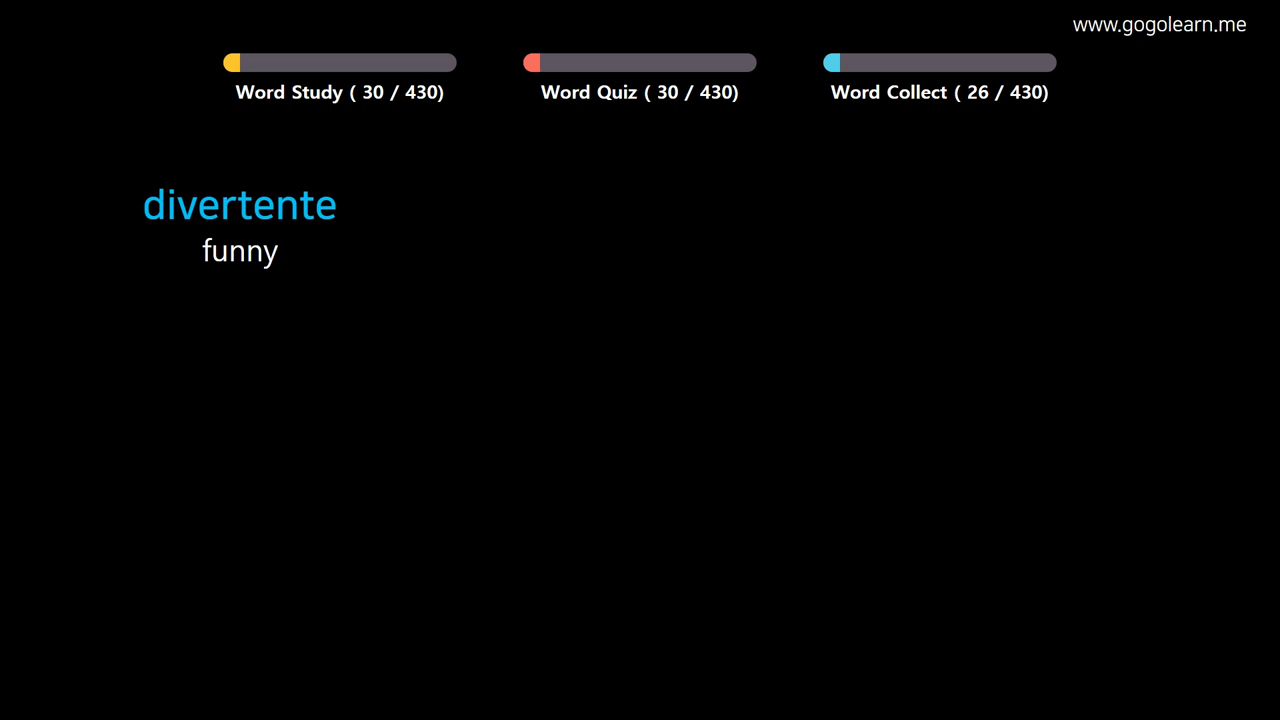 www.gogolearn.me
Word Study ( 30 / 430)
Word Quiz ( 30 / 430)
Word Collect ( 26 / 430)
divertente
funny